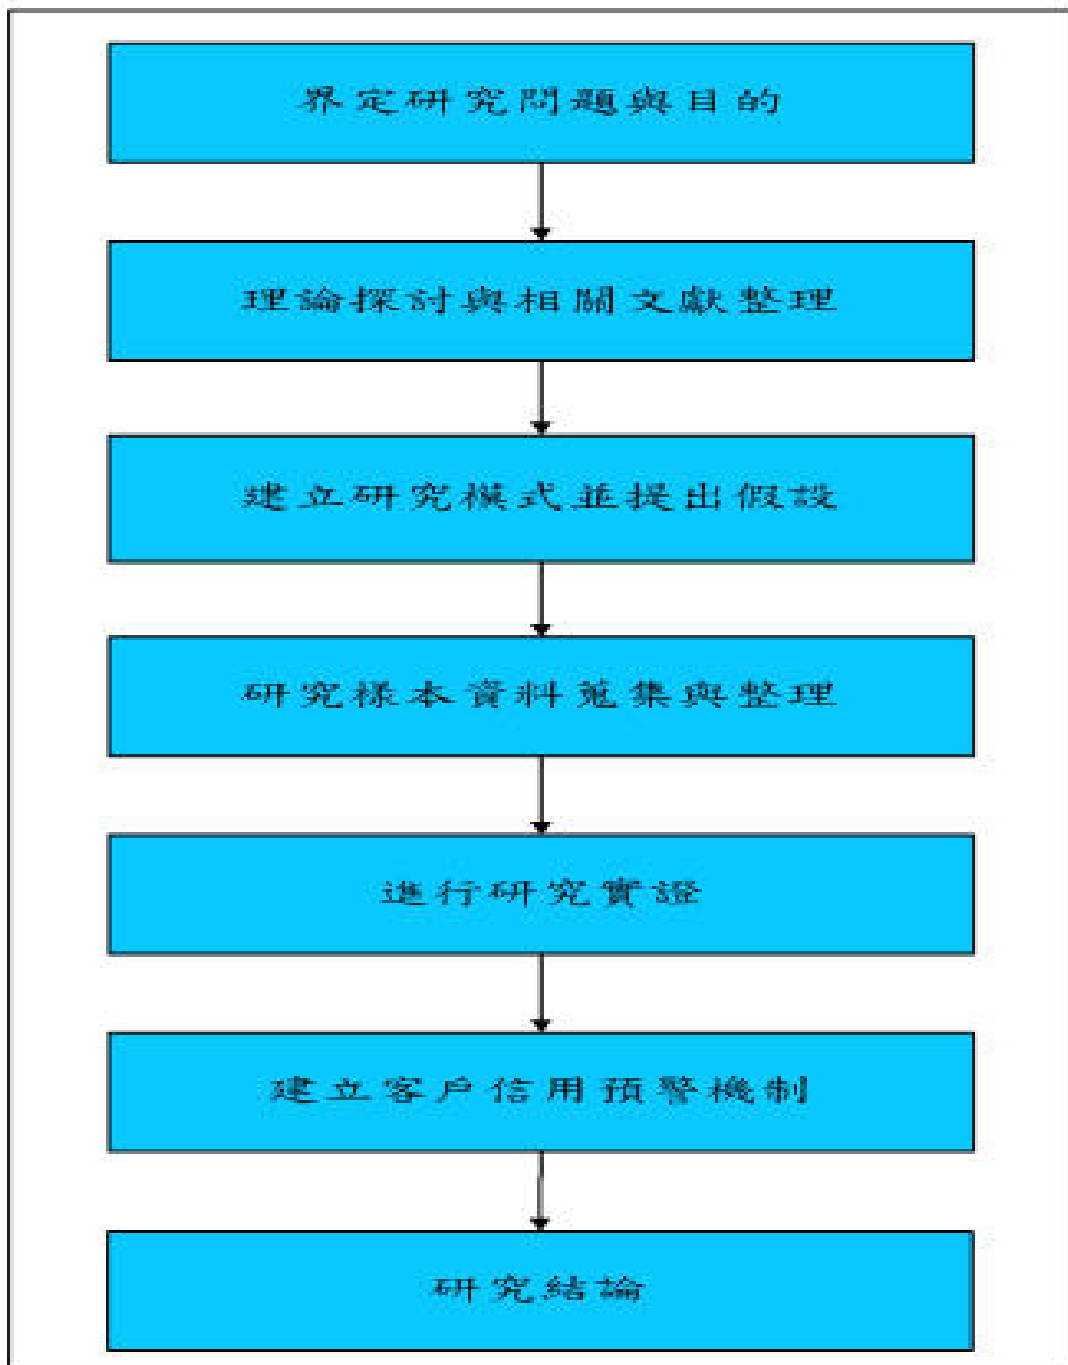 界定研究問題與目的
理論探討與相關文獻整理
建立研究模式並提出假設
研究樣本資料蒐集與整理
進行研究實證
建立客戶信用預警機制
研究結論